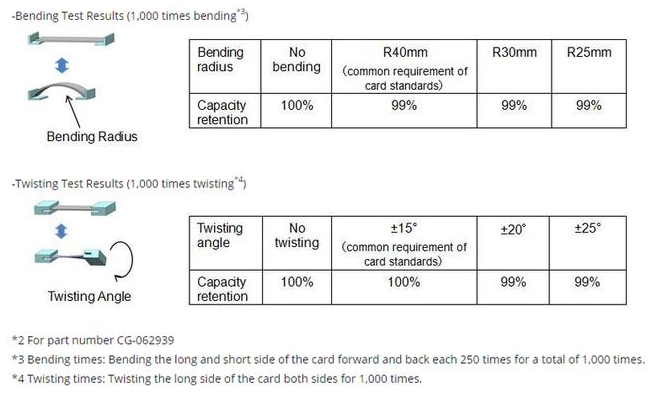 -Bending Test Results (1,000 times bending*3)
Bending radius No bending R40mm (common requirement of card standards) R30mm R25mm
Capacity retention 100% 99% 99% 99%
Bending Radius
-Twisting Test Results (1,000 times twisting*4)
Twisting angle No twisting ±15° (common requirement of card standards) ±20° ±25°
Capacity retention 100% 100% 99% 99%
Twisting Angle
*2 For part number CG-062939
*3 Bending times: Bending the long and short side of the card forward and back each 250 times for a total of 1,000 times.
*4 Twisting times: Twisting the long side of the card both sides for 1,000 times.